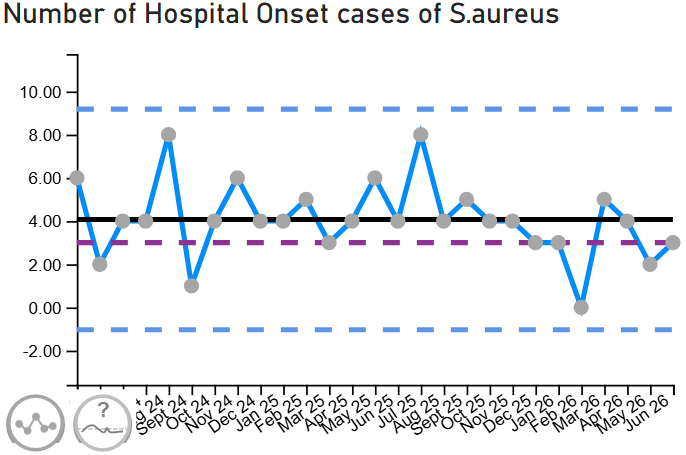 Number of Hospital Onset cases of S.aureus
10.00
8.00
6.00
4.00
2.00
0.00
-2.00
Sept 24
Oct 24
Nov 24
Dec 24
Jan 25
Feb 25
Mar 25
Apr 25
May 25
Jun 25
Jul 25
Aug 25
Sept 25
Oct 25
Nov 25
Dec 25
Jan 26
Feb 26
Mar 26
Apr 26
May 26
Jun 26
?